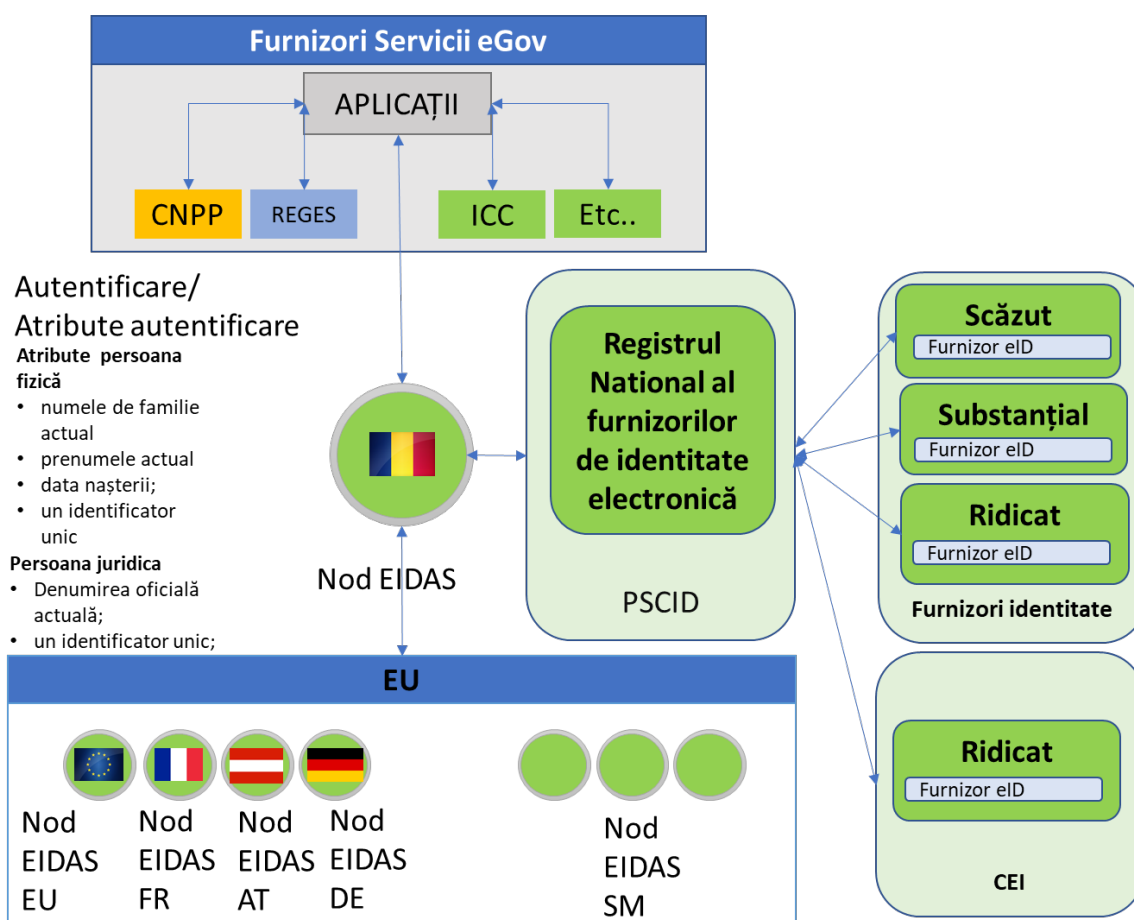 Furnizori Servicii eGov
APLICAȚII
CNPP
REGES
ICC
Etc..
Autentificare/
Atribute autentificare
Atribute persoana
fizică
• numele de familie
actual
• prenumele actual
• data nașterii;
• un identificator
unic
Persoana juridica
• Denumirea oficială
actuală;
• un identificator unic;
Nod EIDAS
Registrul
National al
furnizorilor
de identitate
electronică
PSCID
Scăzut
Furnizor eID
Substanțial
Furnizor eID
Ridicat
Furnizor eID
Furnizori identitate
Ridicat
Furnizor eID
CEI
EU
Nod
EIDAS
EU
Nod
EIDAS
FR
Nod
EIDAS
AT
Nod
EIDAS
DE
Nod
EIDAS
SM